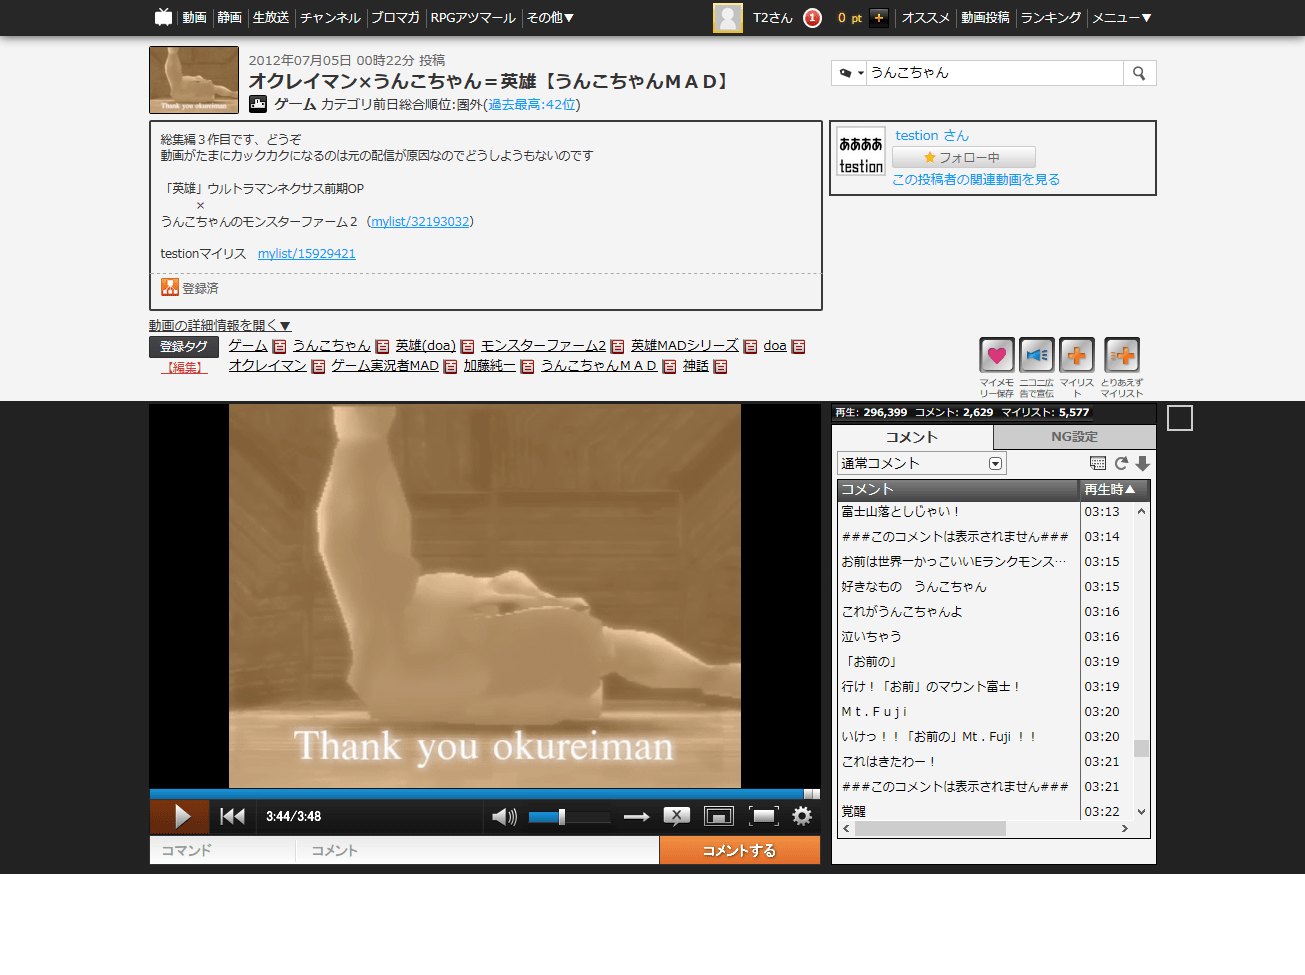 動画 静画 生放送 チャンネル ブロマガ RPGアツマール その他▼ T2さん 1 0 pt + オススメ 動画投稿 ランキング メニュー▼
2012年07月05日 00時22分 投稿
オクレイマン×うんこちゃん＝英雄【うんこちゃんＭＡＤ】
ゲーム カテゴリ前日総合順位:圏外(過去最高:42位)
うんこちゃん
総集編３作目です、どうぞ
動画がたまにカックカクになるのは元の配信が原因なのでどうしようもないのです
「英雄」ウルトラマンネクサス前期OP
×
うんこちゃんのモンスターファーム２（mylist/32193032）
testionマイリス　mylist/15929421
登録済
ああああ
testion
testion さん
フォロー中
この投稿者の関連動画を見る
動画の詳細情報を開く▼
登録タグ
【編集】
ゲーム うんこちゃん 英雄(doa) モンスターファーム2 英雄MADシリーズ doa
オクレイマン ゲーム実況者MAD 加藤純一 うんこちゃんＭＡＤ 神話
マイメモリー保存
ニコニ広告で宣伝
マイリスト
とりあえずマイリスト
Thank you okureiman
Thank you okureiman
3:44/3:48
コマンド コメント コメントする
再生: 296,399 コメント: 2,629 マイリスト: 5,577
コメント NG設定
通常コメント
コメント 再生時▲
富士山落としじゃい！ 03:13
###このコメントは表示されません### 03:14
お前は世界一かっこいいEランクモンス… 03:15
好きなもの　うんこちゃん 03:15
これがうんこちゃんよ 03:16
泣いちゃう 03:16
「お前の」 03:19
行け！「お前」のマウント富士！ 03:19
Ｍｔ.Ｆｕｊｉ 03:20
いけっ！！「お前の」Mt．Fuji ！！ 03:20
これはきたわー！ 03:21
###このコメントは表示されません### 03:21
覚醒 03:22